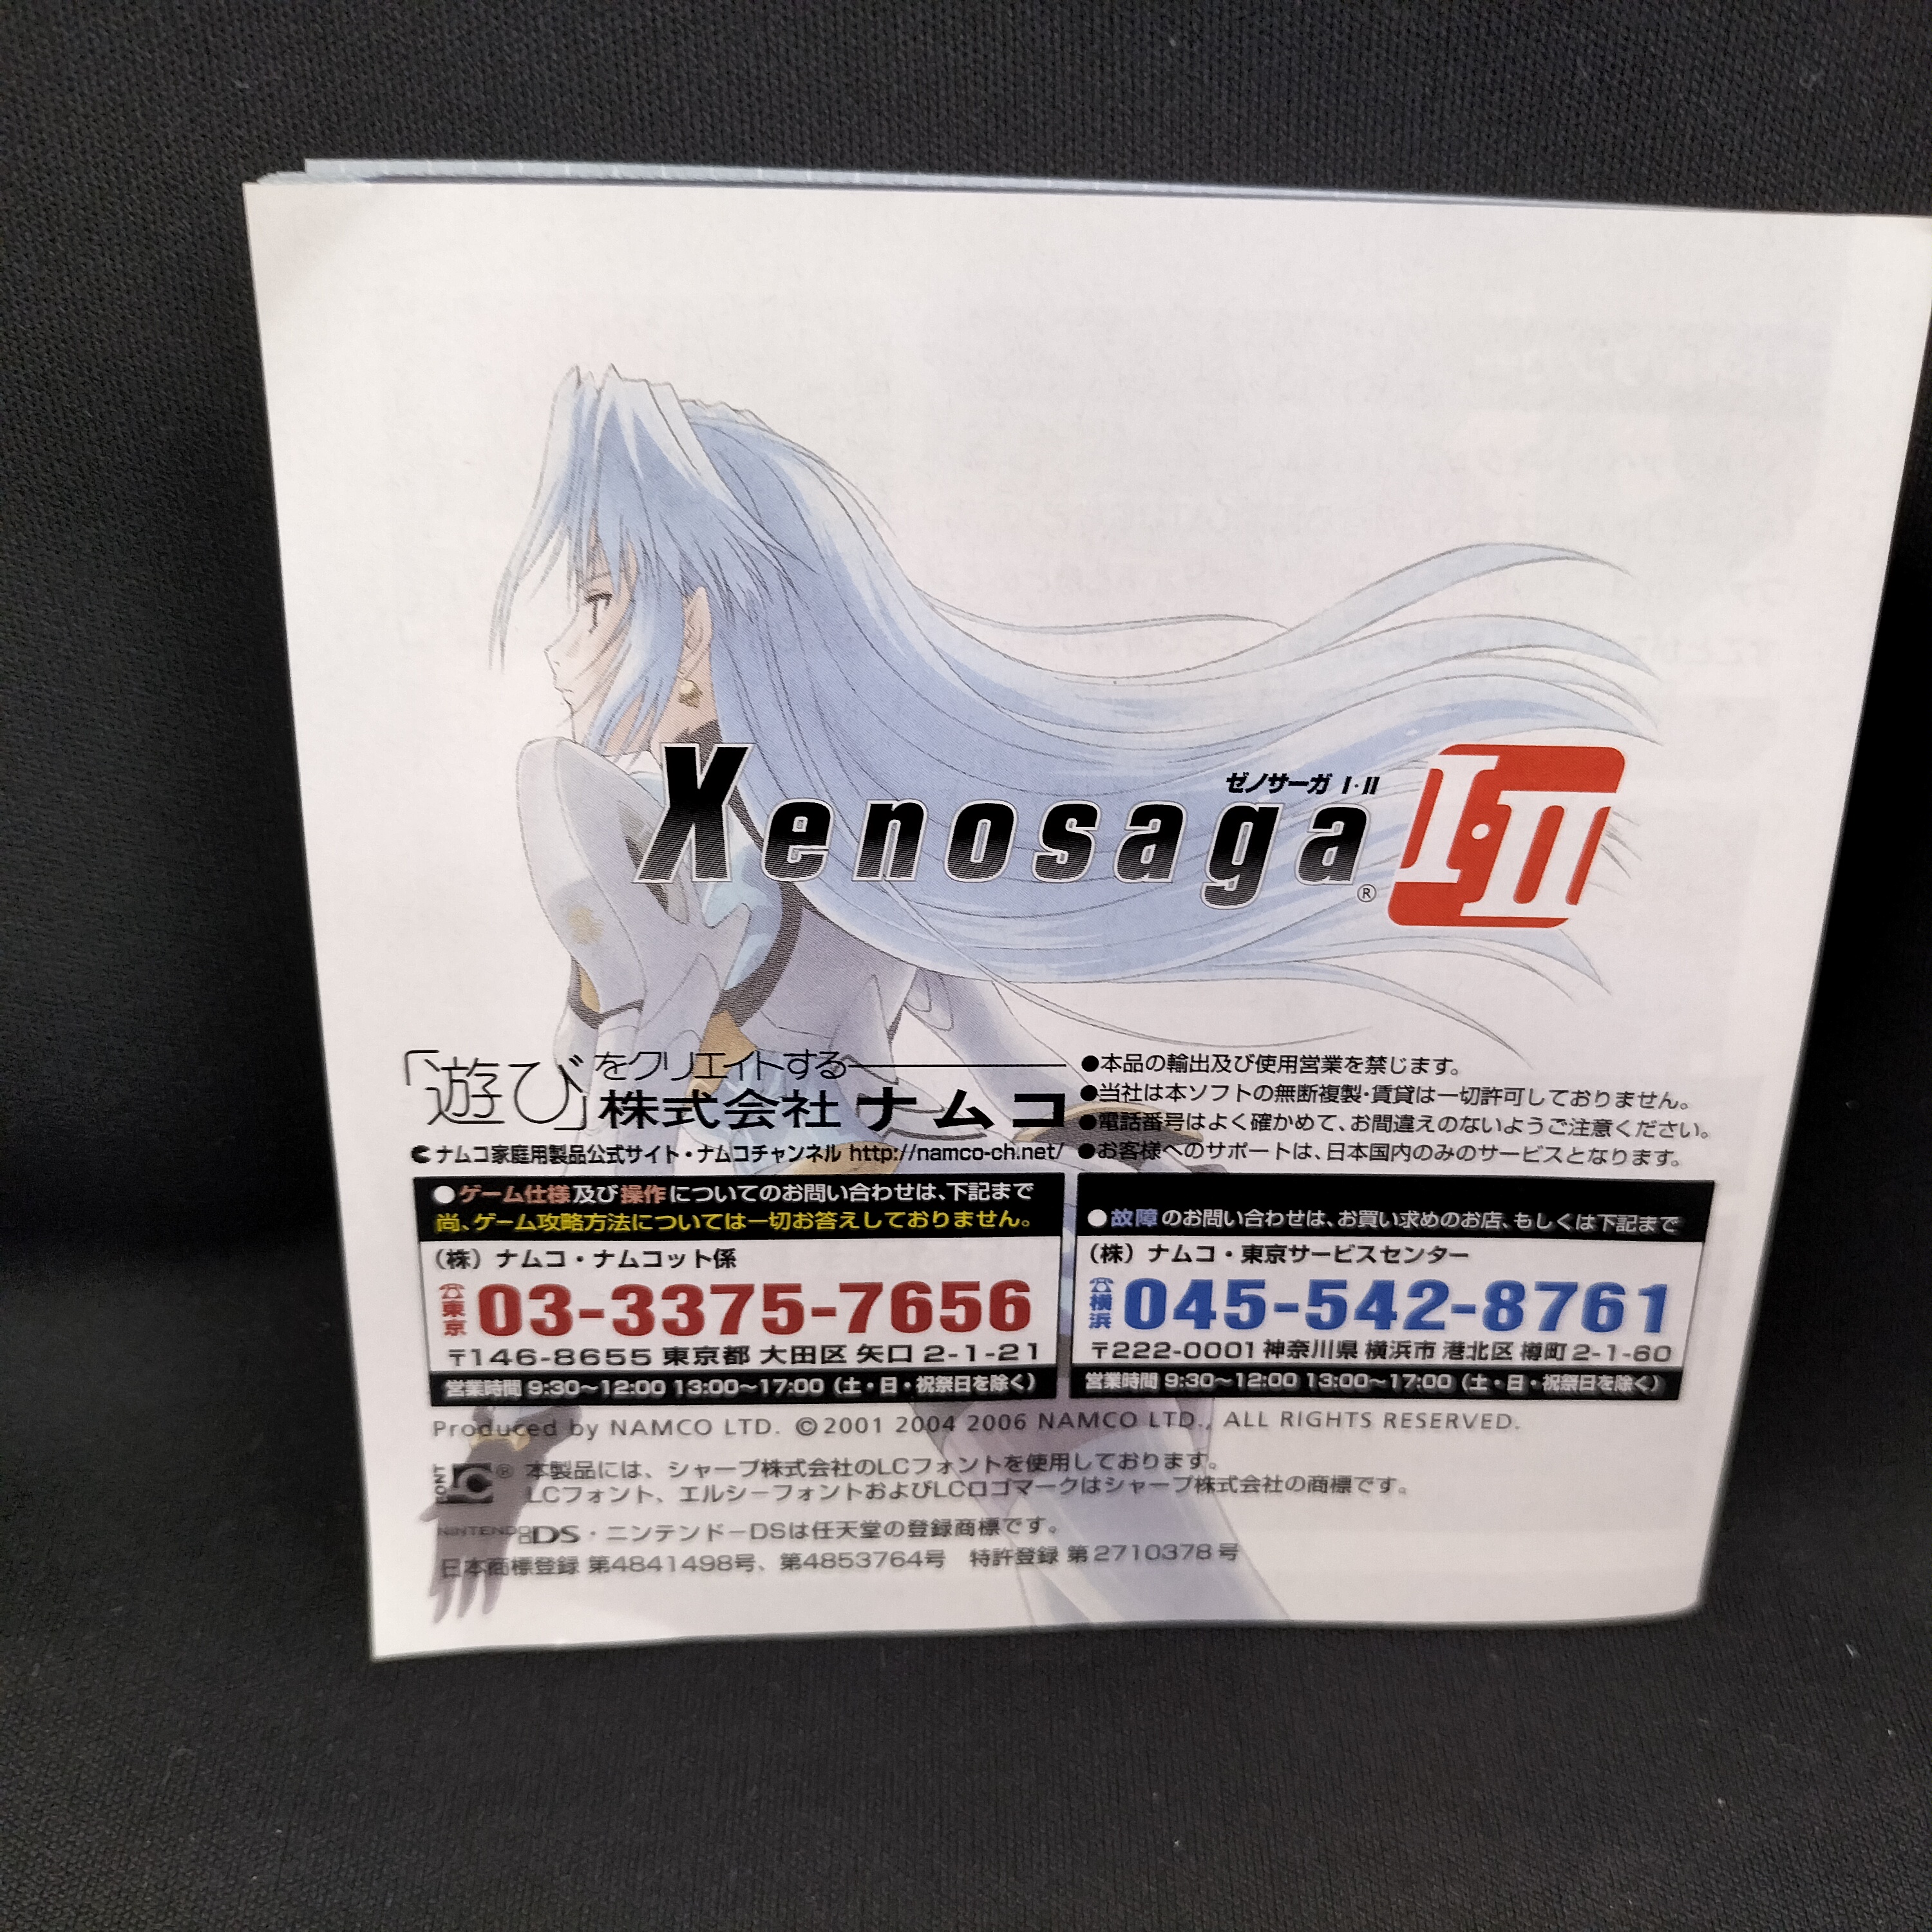 ゼノサーガ I・II
Xenosaga® I・II
「遊び」をクリエイトする
株式会社ナムコ
ナムコ家庭用製品公式サイト・ナムコチャンネル http://namco-ch.net/
●本品の輸出及び使用営業を禁じます。
●当社は本ソフトの無断複製・賃貸は一切許可しておりません。
●電話番号はよく確かめて、お間違えのないようご注意ください。
●お客様へのサポートは、日本国内のみのサービスとなります。
●ゲーム仕様及び操作についてのお問い合わせは、下記まで
尚、ゲーム攻略方法については一切お答えしておりません。
(株)ナムコ・ナムコット係
☎東京 03-3375-7656
〒146-8655 東京都 大田区 矢口 2-1-21
営業時間 9:30〜12:00 13:00〜17:00(土・日・祝祭日を除く)
●故障のお問い合わせは、お買い求めのお店、もしくは下記まで
(株)ナムコ・東京サービスセンター
☎横浜 045-542-8761
〒222-0001 神奈川県 横浜市 港北区 樽町 2-1-60
営業時間 9:30〜12:00 13:00〜17:00(土・日・祝祭日を除く)
Produced by NAMCO LTD. ©2001 2004 2006 NAMCO LTD., ALL RIGHTS RESERVED.
LC FONT® 本製品には、シャープ株式会社のLCフォントを使用しております。
LCフォント、エルシーフォントおよびLCロゴマークはシャープ株式会社の商標です。
NINTENDO DS・ニンテンドーDSは任天堂の登録商標です。
日本商標登録 第4841498号、第4853764号 特許登録 第2710378号